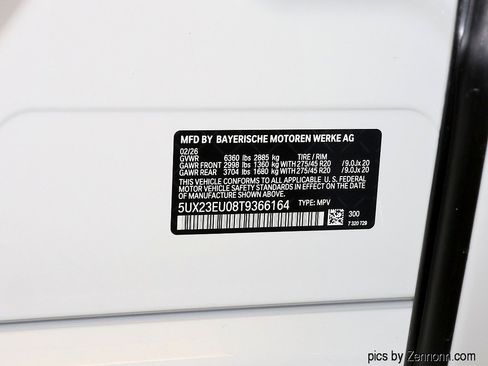 MFD BY BAYERISCHE MOTOREN WERKE AG
02/26
GVWR 6360 lbs 2885 kg TIRE / RIM
GAWR FRONT 2998 lbs 1360 kg WITH 275/45 R20 / 9.0Jx 20
GAWR REAR 3704 lbs 1680 kg WITH 275/45 R20 / 9.0Jx 20
THIS VEHICLE CONFORMS TO ALL APPLICABLE U.S. FEDERAL
MOTOR VEHICLE SAFETY STANDARDS IN EFFECT ON THE DATE
OF MANUFACTURE SHOWN ABOVE.
5UX23EU08T9366164 TYPE: MPV
300
7 320 729
pics by Zennonn.com